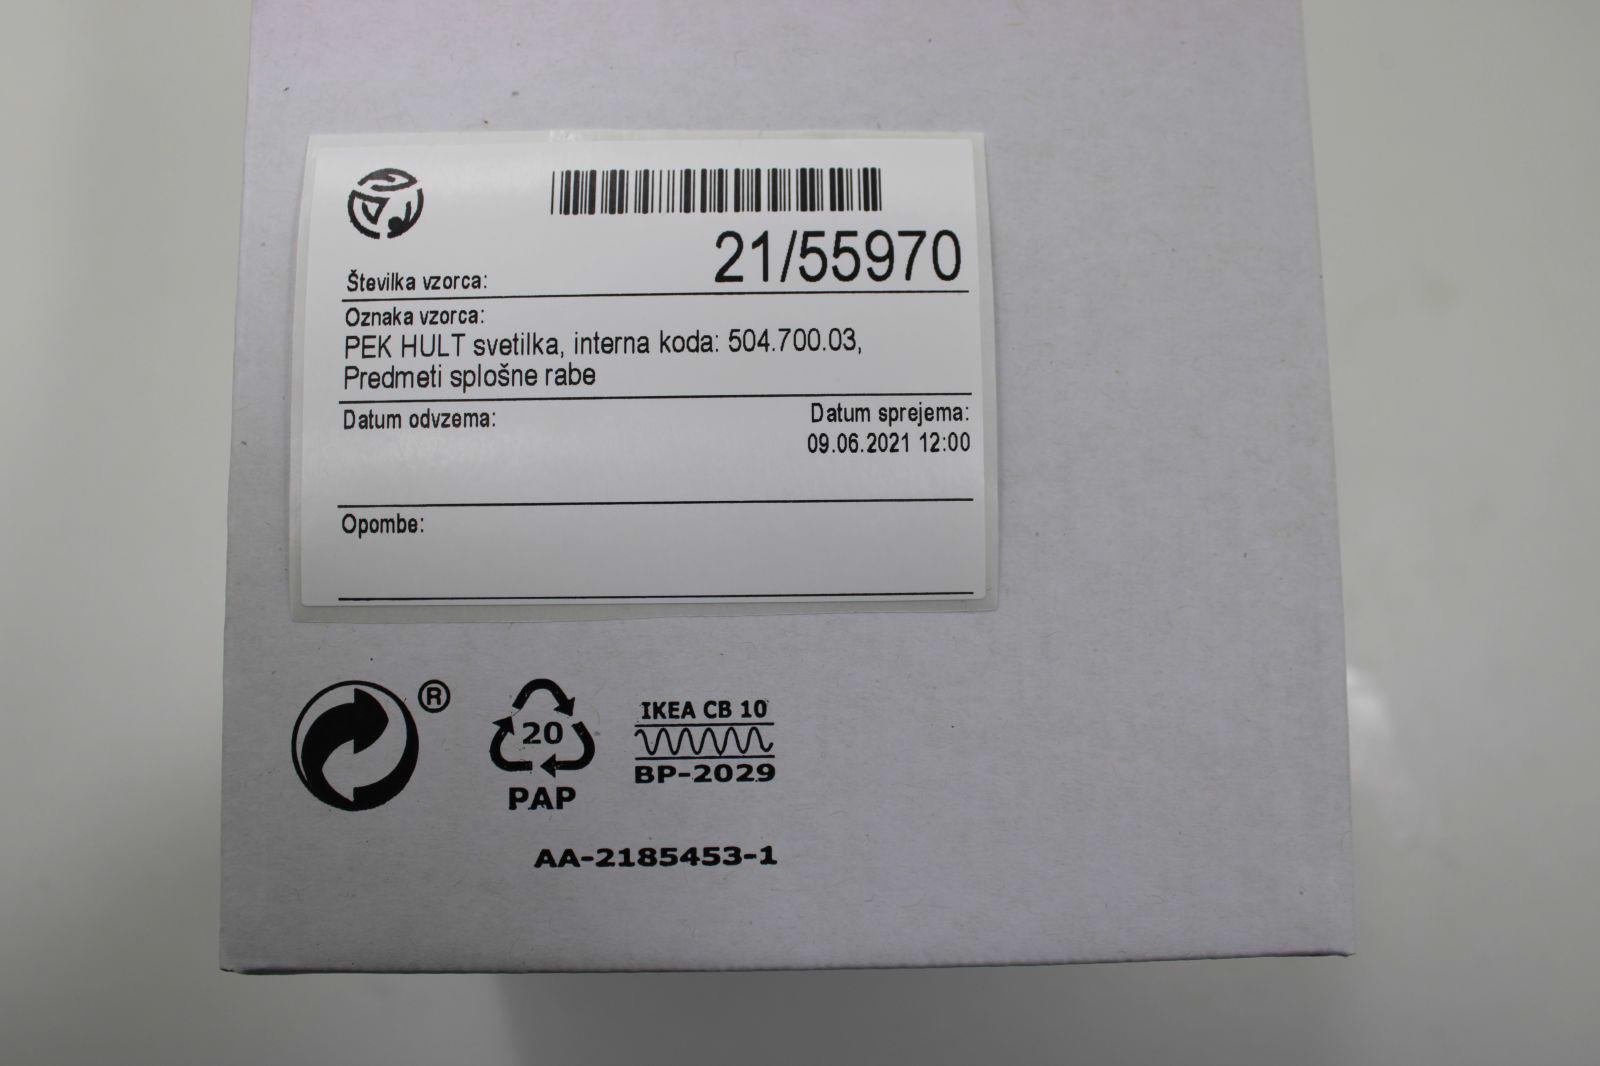 21/55970
Številka vzorca:
Oznaka vzorca:
PEK HULT svetilka, interna koda: 504.700.03,
Predmeti splošne rabe
Datum odvzema:
Datum sprejema:
09.06.2021 12:00
Opombe:
®
20
PAP
IKEA CB 10
BP-2029
AA-2185453-1